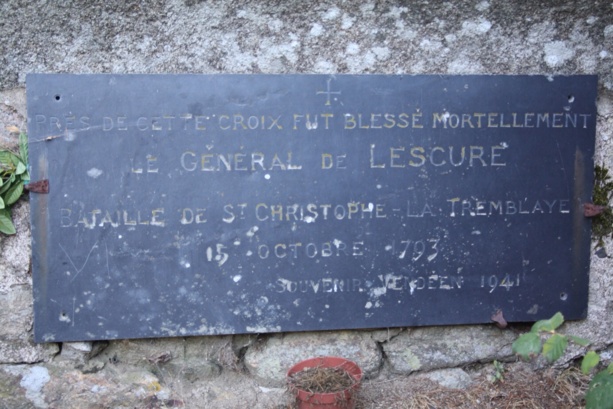 PRÈS DE CETTE CROIX FUT BLESSÉ MORTELLEMENT
LE GÉNÉRAL DE LESCURE
BATAILLE DE ST CHRISTOPHE-LA TREMBLAYE
15 OCTOBRE 1793
SOUVENIR VENDÉEN 1941